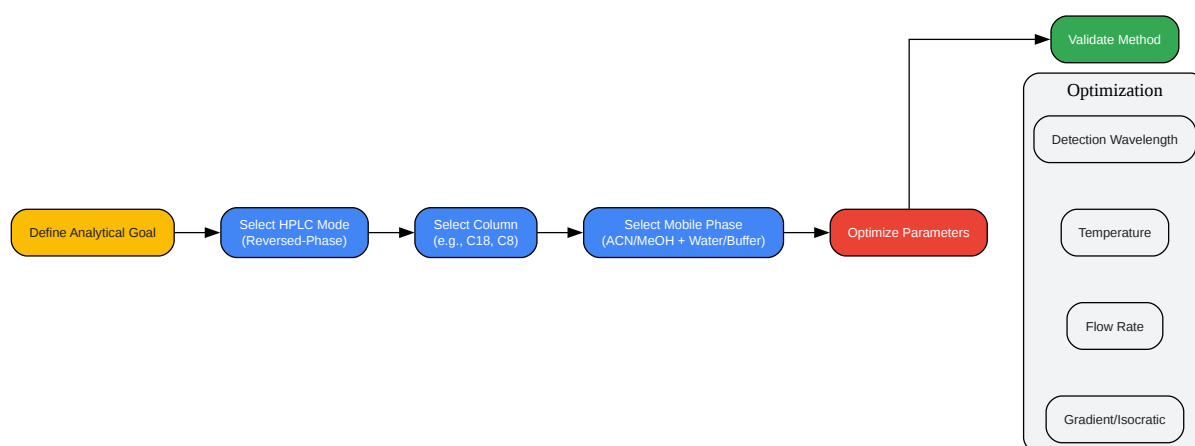 Validate Method
Optimization
Detection Wavelength
Define Analytical Goal
Select HPLC Mode
(Reversed-Phase)
Select Column
(e.g., C18, C8)
Select Mobile Phase
(ACN/MeOH + Water/Buffer)
Optimize Parameters
Temperature
Flow Rate
Gradient/Isocratic